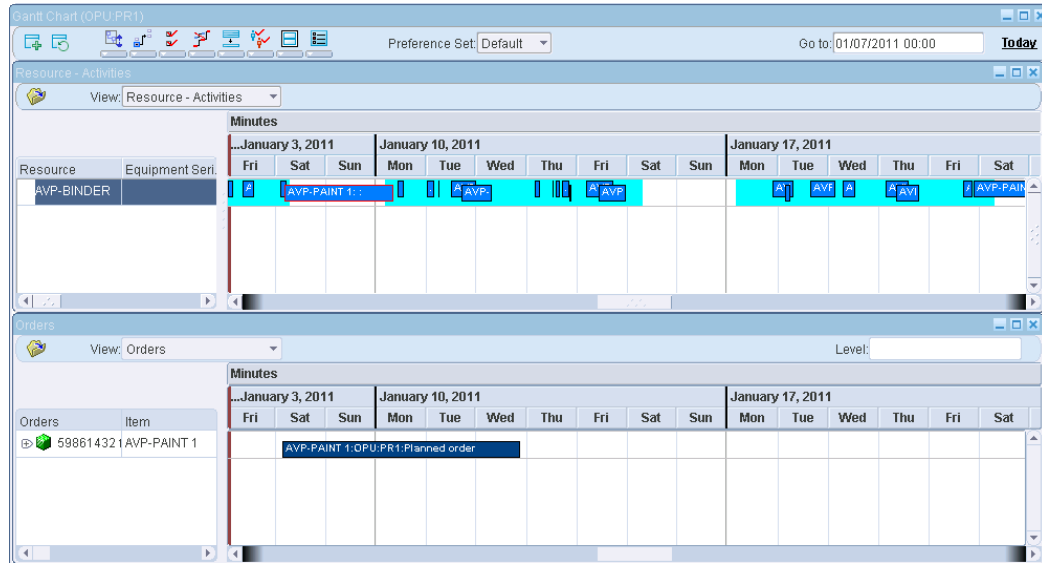 Gantt Chart (OPU:PR1)
Preference Set: Default
Go to: 01/07/2011 00:00
Today
Resource - Activities
View: Resource - Activities
Minutes
...January 3, 2011 January 10, 2011 January 17, 2011
Resource Equipment Seri. Fri Sat Sun Mon Tue Wed Thu Fri Sat Sun Mon Tue Wed Thu Fri Sat
AVP-BINDER A AVP-PAINT 1: : A AVP- A AVP A AVF A A AVI AVP-PAIN
Orders
View: Orders
Level:
Minutes
...January 3, 2011 January 10, 2011 January 17, 2011
Orders Item Fri Sat Sun Mon Tue Wed Thu Fri Sat Sun Mon Tue Wed Thu Fri Sat
59861432 AVP-PAINT 1 AVP-PAINT 1:OPU:PR1:Planned order